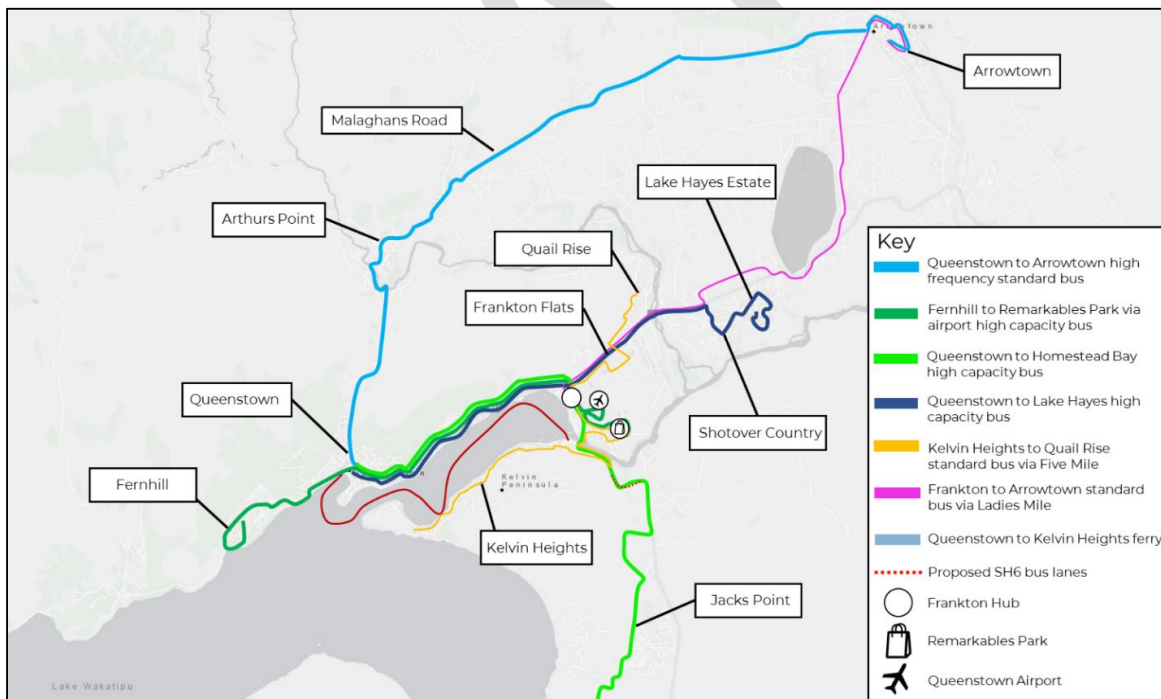 Arrowtown
Arrowtown
Malaghans Road
Lake Hayes Estate
Arthurs Point
Quail Rise
Frankton Flats
Queenstown
Shotover Country
Fernhill
Kelvin
Peninsula
Kelvin Heights
Jacks Point
Lake Wakatipu
Key
Queenstown to Arrowtown high
frequency standard bus
Fernhill to Remarkables Park via
airport high capacity bus
Queenstown to Homestead Bay
high capacity bus
Queenstown to Lake Hayes high
capacity bus
Kelvin Heights to Quail Rise
standard bus via Five Mile
Frankton to Arrowtown standard
bus via Ladies Mile
Queenstown to Kelvin Heights ferry
Proposed SH6 bus lanes
Frankton Hub
Remarkables Park
Queenstown Airport